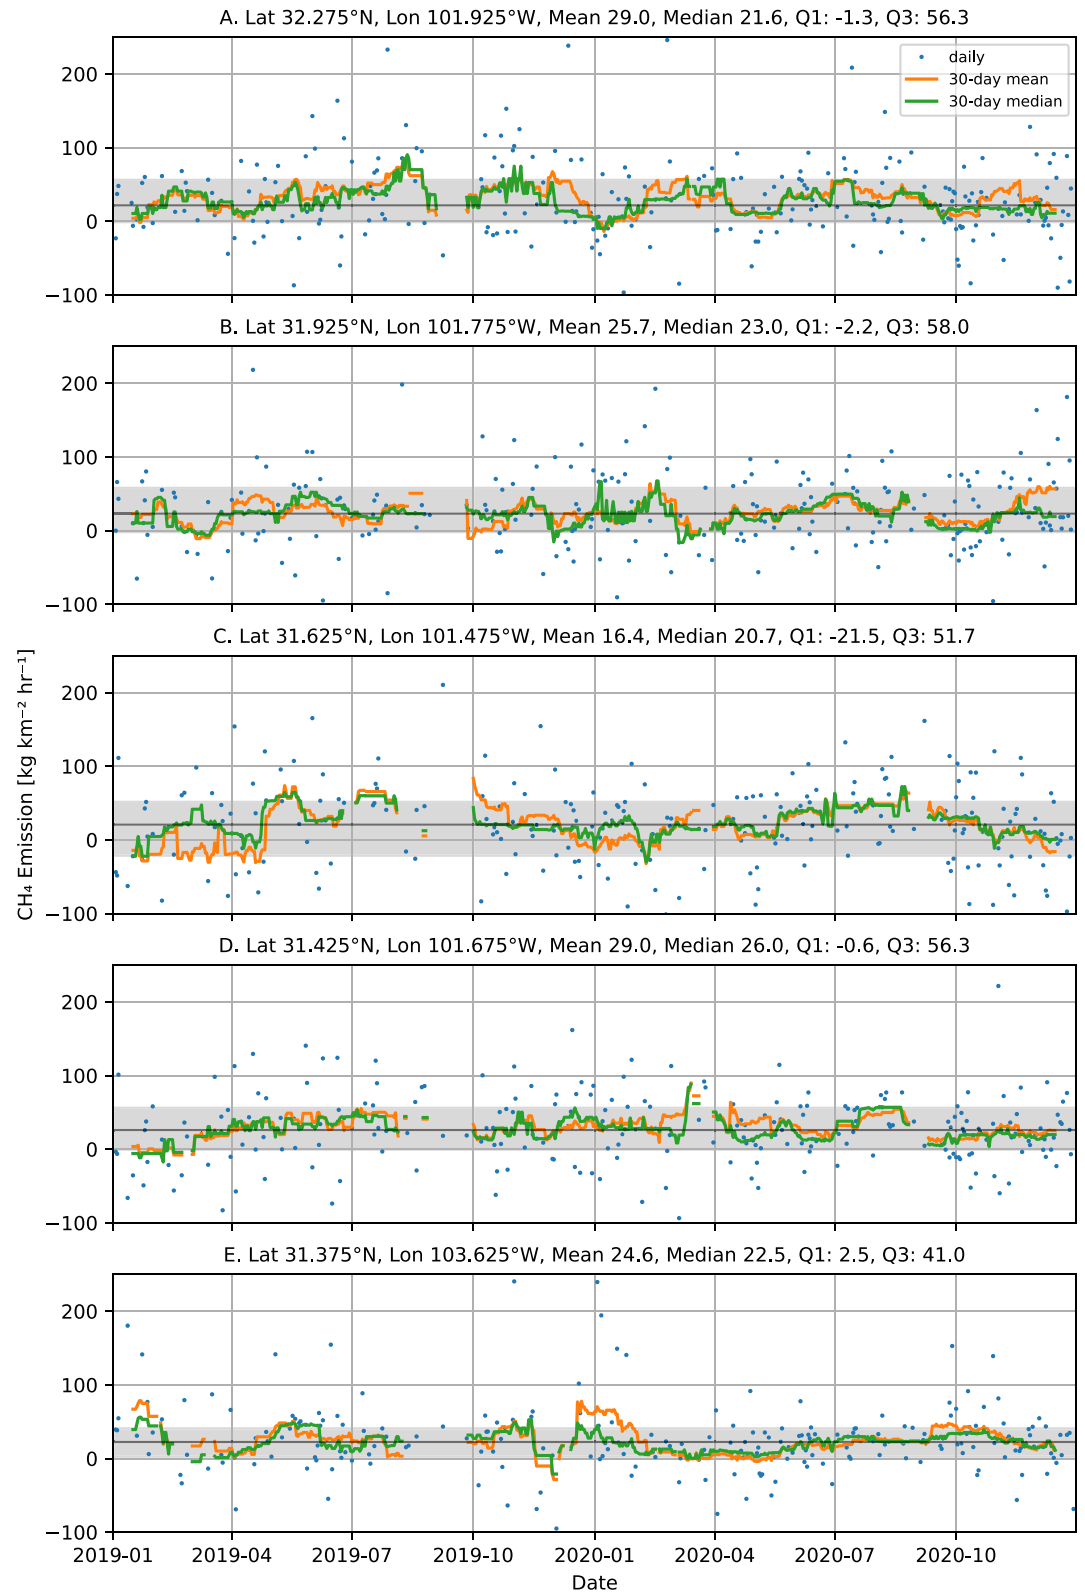 A. Lat 32.275°N, Lon 101.925°W, Mean 29.0, Median 21.6, Q1: -1.3, Q3: 56.3
daily
30-day mean
30-day median
200
100
0
−100
B. Lat 31.925°N, Lon 101.775°W, Mean 25.7, Median 23.0, Q1: -2.2, Q3: 58.0
200
100
0
−100
C. Lat 31.625°N, Lon 101.475°W, Mean 16.4, Median 20.7, Q1: -21.5, Q3: 51.7
CH₄ Emission [kg km⁻² hr⁻¹]
200
100
0
−100
D. Lat 31.425°N, Lon 101.675°W, Mean 29.0, Median 26.0, Q1: -0.6, Q3: 56.3
200
100
0
−100
E. Lat 31.375°N, Lon 103.625°W, Mean 24.6, Median 22.5, Q1: 2.5, Q3: 41.0
200
100
0
−100
2019-01 2019-04 2019-07 2019-10 2020-01 2020-04 2020-07 2020-10
Date